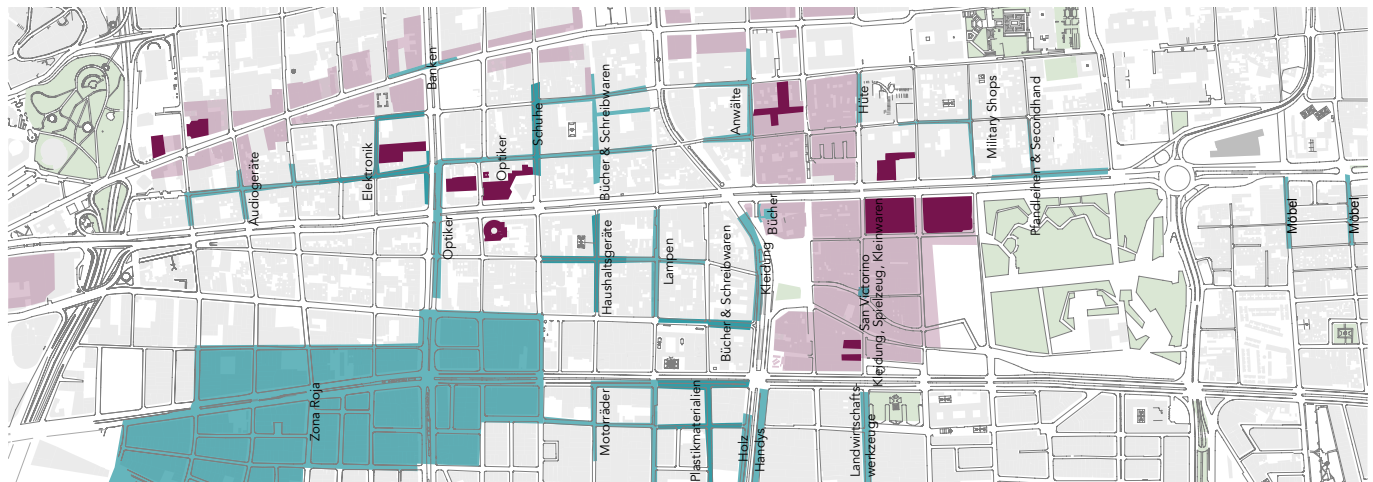 Banken
Schuhe
Bücher & Schreibwaren
Anwälte
Hüte
Military Shops
Pfandleihen & Secondhand
Audiogeräte
Elektronik
Optiker
Optiker
Haushaltsgeräte
Lampen
Bücher & Schreibwaren
Kleidung
Bücher
San Victorino
Kleidung, Spielzeug, Kleinwaren
Möbel
Möbel
Zona Roja
Motorräder
Plastikmaterialien
Holz
Handys
Landwirtschafts-
werkzeuge